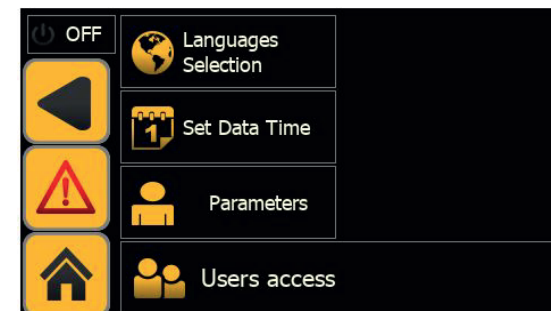 OFF
Languages
Selection
1
Set Data Time
Parameters
Users access